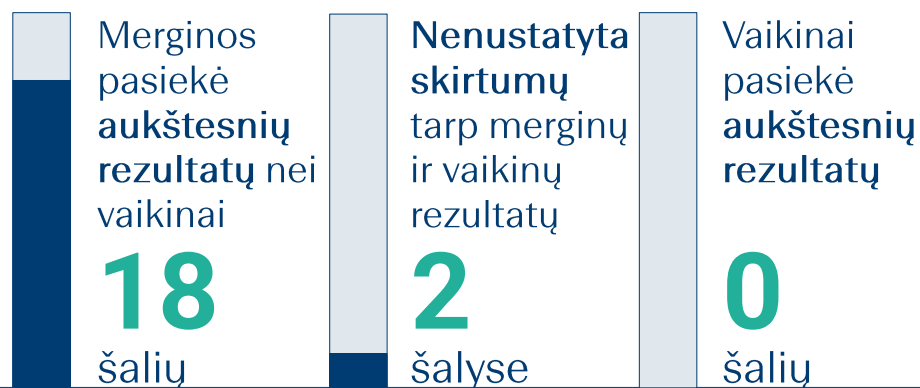 Merginos
pasiekė
aukštesnių
rezultatų nei
vaikinai
18
šalių
Nenustatyta
skirtumų
tarp merginų
ir vaikinų
rezultatų
2
šalyse
Vaikinai
pasiekė
aukštesnių
rezultatų
0
šalių